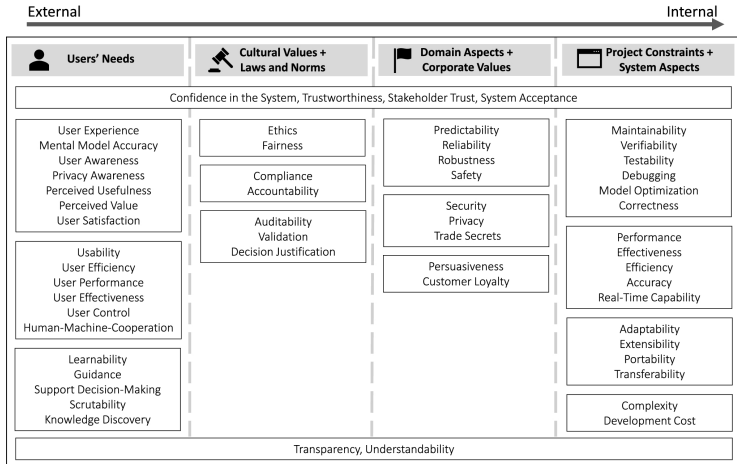 External
Internal
Users' Needs
Cultural Values +
Laws and Norms
Domain Aspects +
Corporate Values
Project Constraints +
System Aspects
Confidence in the System, Trustworthiness, Stakeholder Trust, System Acceptance
User Experience
Mental Model Accuracy
User Awareness
Privacy Awareness
Perceived Usefulness
Perceived Value
User Satisfaction
Usability
User Efficiency
User Performance
User Effectiveness
User Control
Human-Machine-Cooperation
Learnability
Guidance
Support Decision-Making
Scrutability
Knowledge Discovery
Ethics
Fairness
Compliance
Accountability
Auditability
Validation
Decision Justification
Predictability
Reliability
Robustness
Safety
Security
Privacy
Trade Secrets
Persuasiveness
Customer Loyalty
Maintainability
Verifiability
Testability
Debugging
Model Optimization
Correctness
Performance
Effectiveness
Efficiency
Accuracy
Real-Time Capability
Adaptability
Extensibility
Portability
Transferability
Complexity
Development Cost
Transparency, Understandability